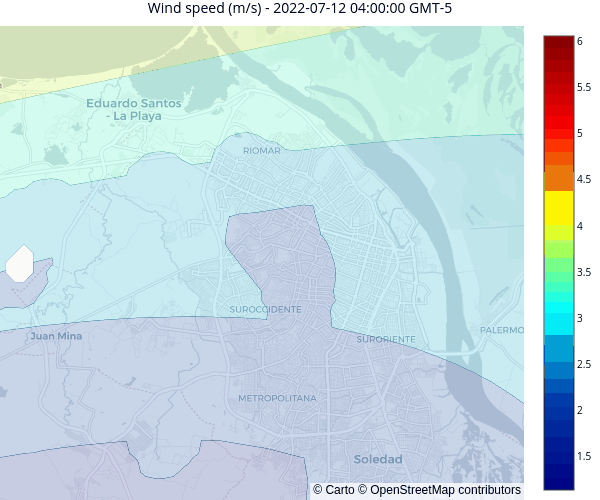 Wind speed (m/s) - 2022-07-12 04:00:00 GMT-5
Eduardo Santos
- La Playa
RIOMAR
SUROCCIDENTE
Juan Mina
SURORIENTE
PALERMO
METROPOLITANA
Soledad
© Carto © OpenStreetMap contributors
6
5.5
5
4.5
4
3.5
3
2.5
2
1.5